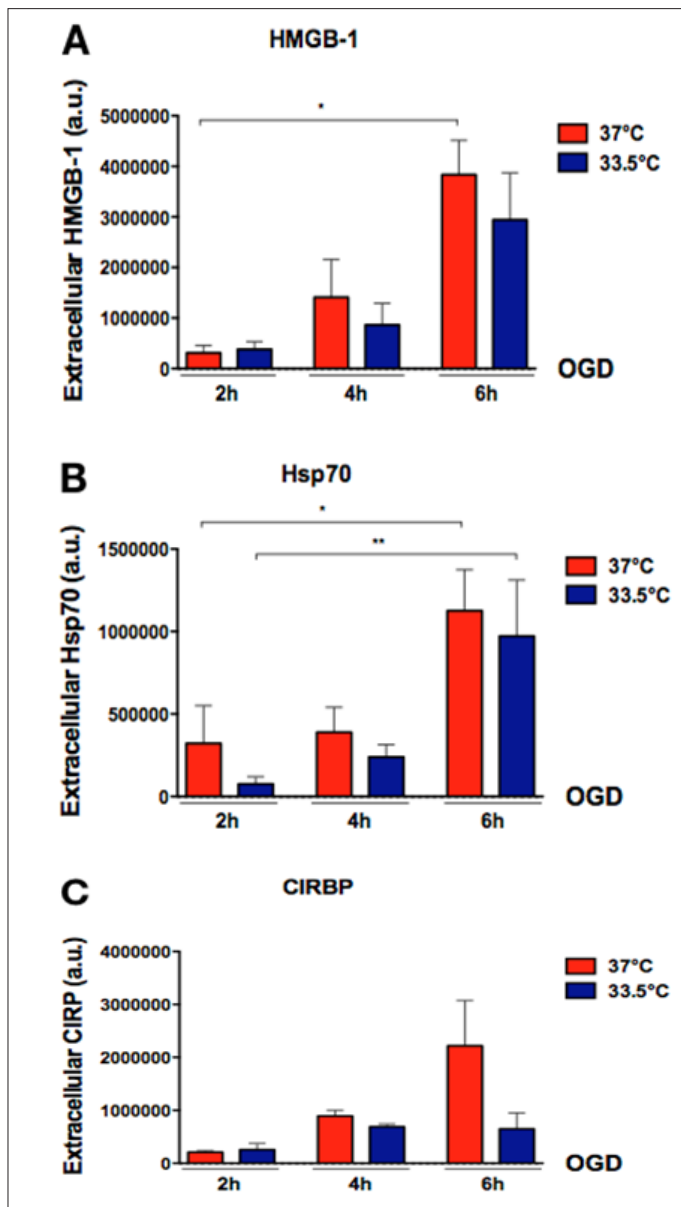 A
HMGB-1
Extracellular HMGB-1 (a.u.)
5000000
4000000
3000000
2000000
1000000
0
*
37°C
33.5°C
2h
4h
6h
OGD
B
Hsp70
Extracellular Hsp70 (a.u.)
1500000
1000000
500000
0
*
**
37°C
33.5°C
2h
4h
6h
OGD
C
CIRBP
Extracellular CIRP (a.u.)
4000000
3000000
2000000
1000000
0
37°C
33.5°C
2h
4h
6h
OGD